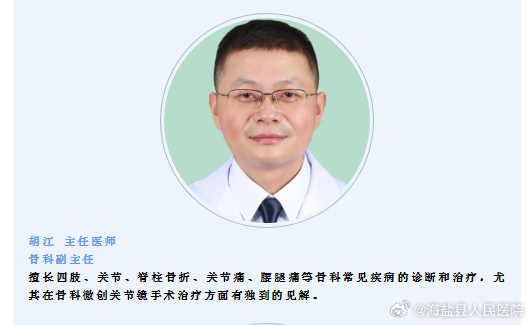 胡江 主任医师
骨科副主任
擅长四肢、关节、脊柱骨折、关节痛、腰腿痛等骨科常见疾病的诊断和治疗，尤
其在骨科微创关节镜手术治疗方面有独到的见解。
@海盐县人民医院